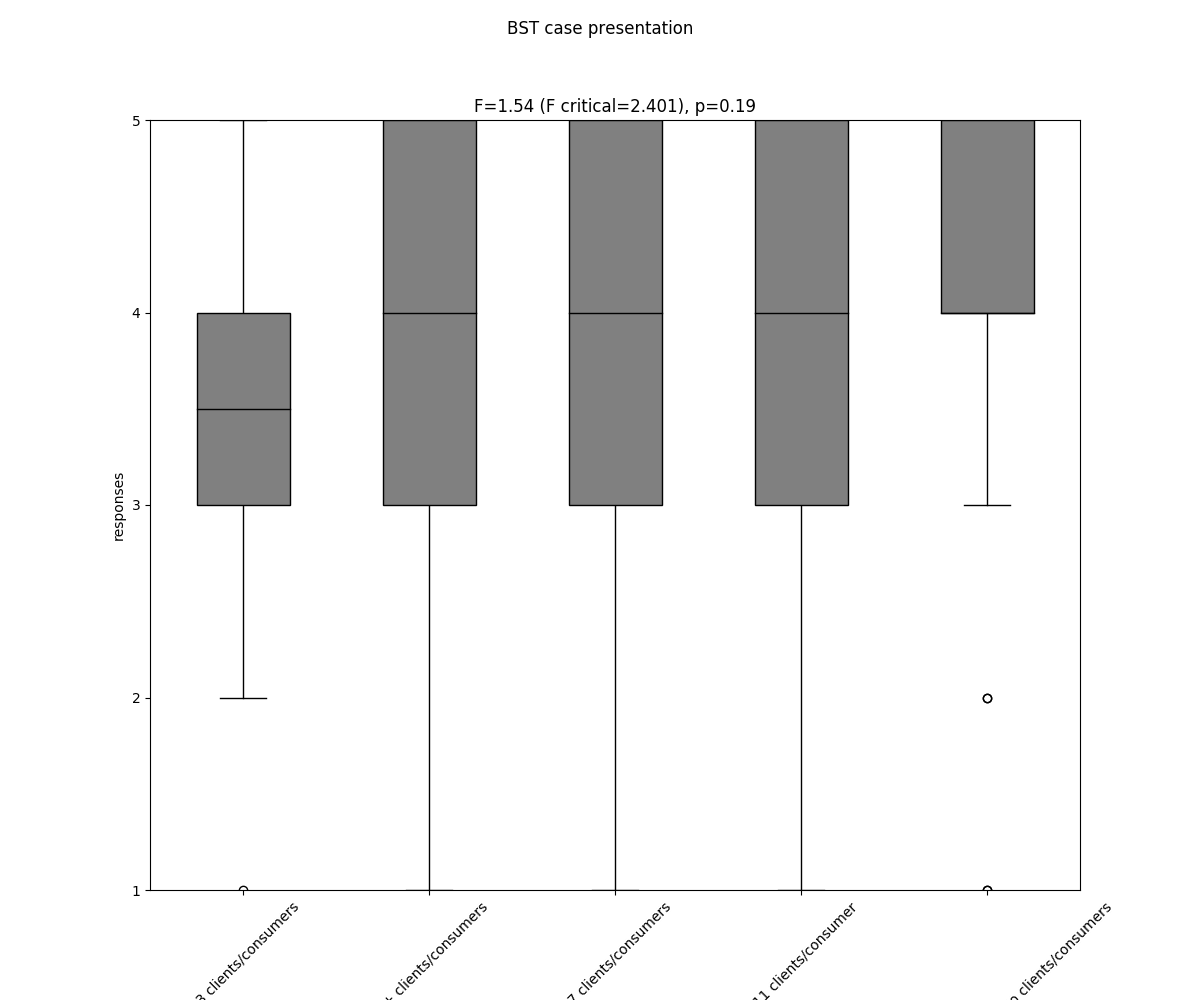 BST case presentation
F=1.54 (F critical=2.401), p=0.19
5
4
3
2
1
responses
3 clients/consumers
clients/consumers
7 clients/consumers
11 clients/consumer
clients/consumers